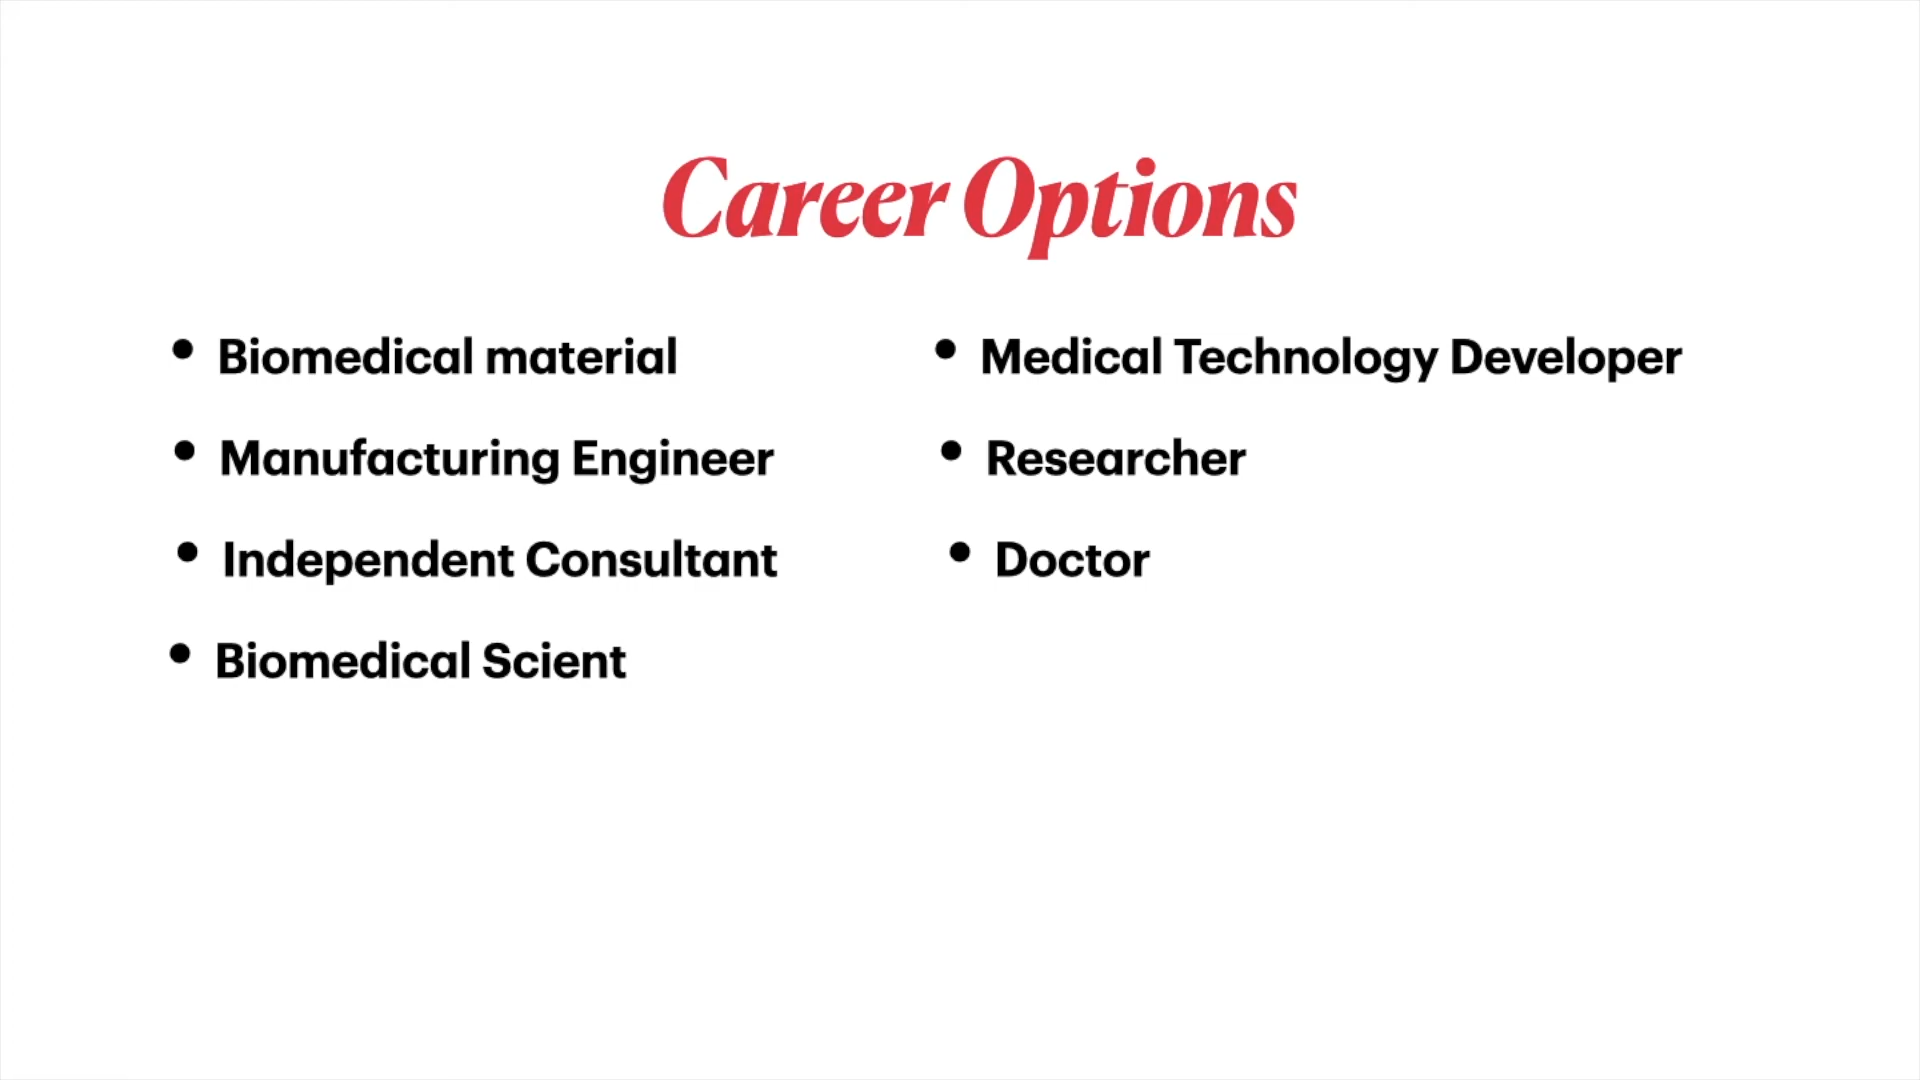 Career Options
• Biomedical material
• Manufacturing Engineer
• Independent Consultant
• Biomedical Scient
• Medical Technology Developer
• Researcher
• Doctor